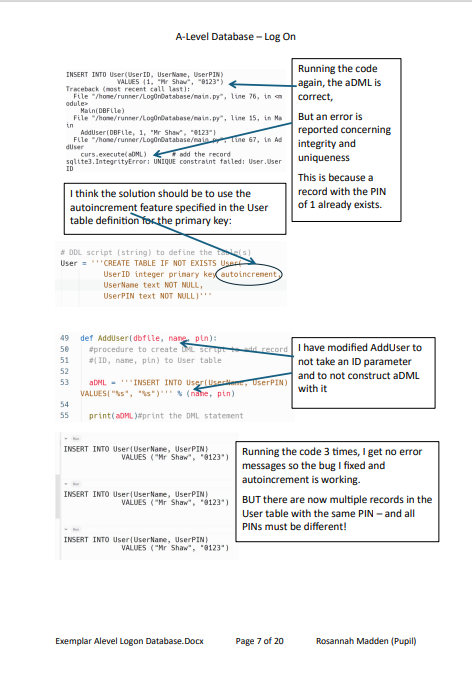 A-Level Database – Log On
INSERT INTO User(UserID, UserName, UserPIN)
VALUES (1, "Mr Shaw", "0123")
Traceback (most recent call last):
File "/home/runner/LogOnDatabase/main.py", line 76, in <m
odule>
Main(DBFile)
File "/home/runner/LogOnDatabase/main.py", line 15, in Ma
in
AddUser(DBFile, 1, "Mr Shaw", "0123")
File "/home/runner/LogOnDatabase/main.py", line 67, in Ad
dUser
curs.execute(aDML) # add the record
sqlite3.IntegrityError: UNIQUE constraint failed: User.User
ID
Running the code
again, the aDML is
correct,
But an error is
reported concerning
integrity and
uniqueness
This is because a
record with the PIN
of 1 already exists.
I think the solution should be to use the
autoincrement feature specified in the User
table definition for the primary key:
# DDL script (string) to define the table(s)
User = '''CREATE TABLE IF NOT EXISTS User(
UserID integer primary key autoincrement,
UserName text NOT NULL,
UserPIN text NOT NULL)'''
49 def AddUser(dbfile, name, pin):
50 #procedure to create DML script to add record
51 #(ID, name, pin) to User table
52
53 aDML = '''INSERT INTO User(UserName, UserPIN)
VALUES("%s", "%s")''' % (name, pin)
54
55 print(aDML)#print the DML statement
I have modified AddUser to
not take an ID parameter
and to not construct aDML
with it
INSERT INTO User(UserName, UserPIN)
VALUES ("Mr Shaw", "0123")
INSERT INTO User(UserName, UserPIN)
VALUES ("Mr Shaw", "0123")
INSERT INTO User(UserName, UserPIN)
VALUES ("Mr Shaw", "0123")
Running the code 3 times, I get no error
messages so the bug I fixed and
autoincrement is working.
BUT there are now multiple records in the
User table with the same PIN – and all
PINs must be different!
Exemplar Alevel Logon Database.Docx Page 7 of 20 Rosannah Madden (Pupil)